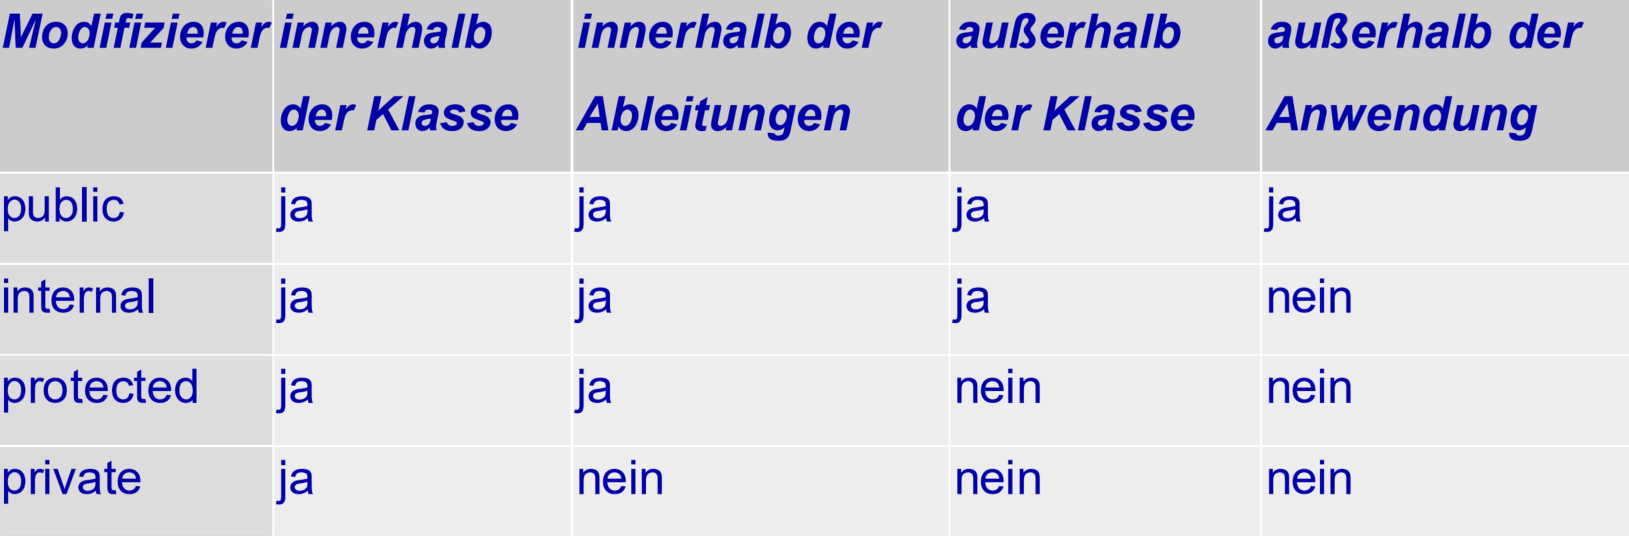 Modifizierer innerhalb innerhalb der außerhalb außerhalb der
der Klasse Ableitungen der Klasse Anwendung
public ja ja ja ja
internal ja ja ja nein
protected ja ja nein nein
private ja nein nein nein